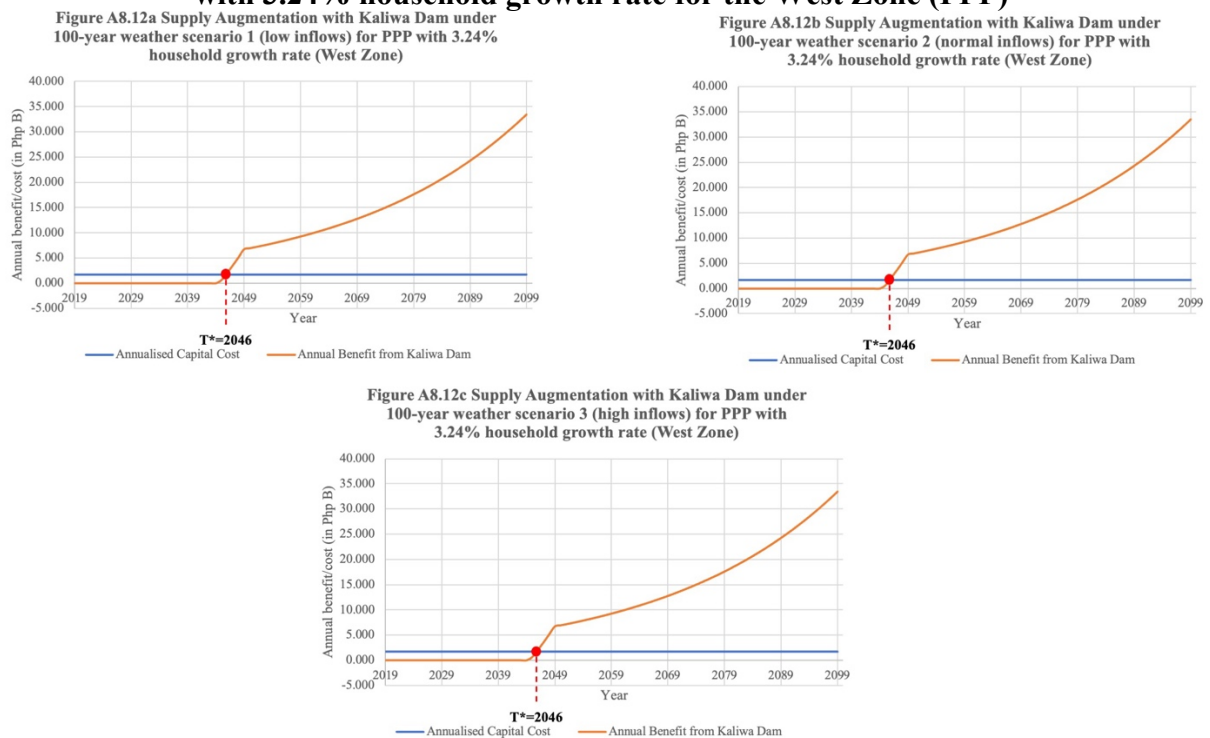 with 3.24% household growth rate for the West Zone (PPP)
Figure A8.12a Supply Augmentation with Kaliwa Dam under
100-year weather scenario 1 (low inflows) for PPP with 3.24%
household growth rate (West Zone)
Annual benefit/cost (in Php B)
40.000
35.000
30.000
25.000
20.000
15.000
10.000
5.000
0.000
-5.000
2019 2029 2039 2049 2059 2069 2079 2089 2099
Year
T*=2046
Annualised Capital Cost Annual Benefit from Kaliwa Dam
Figure A8.12b Supply Augmentation with Kaliwa Dam under
100-year weather scenario 2 (normal inflows) for PPP with
3.24% household growth rate (West Zone)
Annual benefit/cost (in Php B)
40.000
35.000
30.000
25.000
20.000
15.000
10.000
5.000
0.000
-5.000
2019 2029 2039 2049 2059 2069 2079 2089 2099
Year
T*=2046
Annualised Capital Cost Annual Benefit from Kaliwa Dam
Figure A8.12c Supply Augmentation with Kaliwa Dam under
100-year weather scenario 3 (high inflows) for PPP with
3.24% household growth rate (West Zone)
Annual benefit/cost (in Php B)
40.000
35.000
30.000
25.000
20.000
15.000
10.000
5.000
0.000
-5.000
2019 2029 2039 2049 2059 2069 2079 2089 2099
Year
T*=2046
Annualised Capital Cost Annual Benefit from Kaliwa Dam